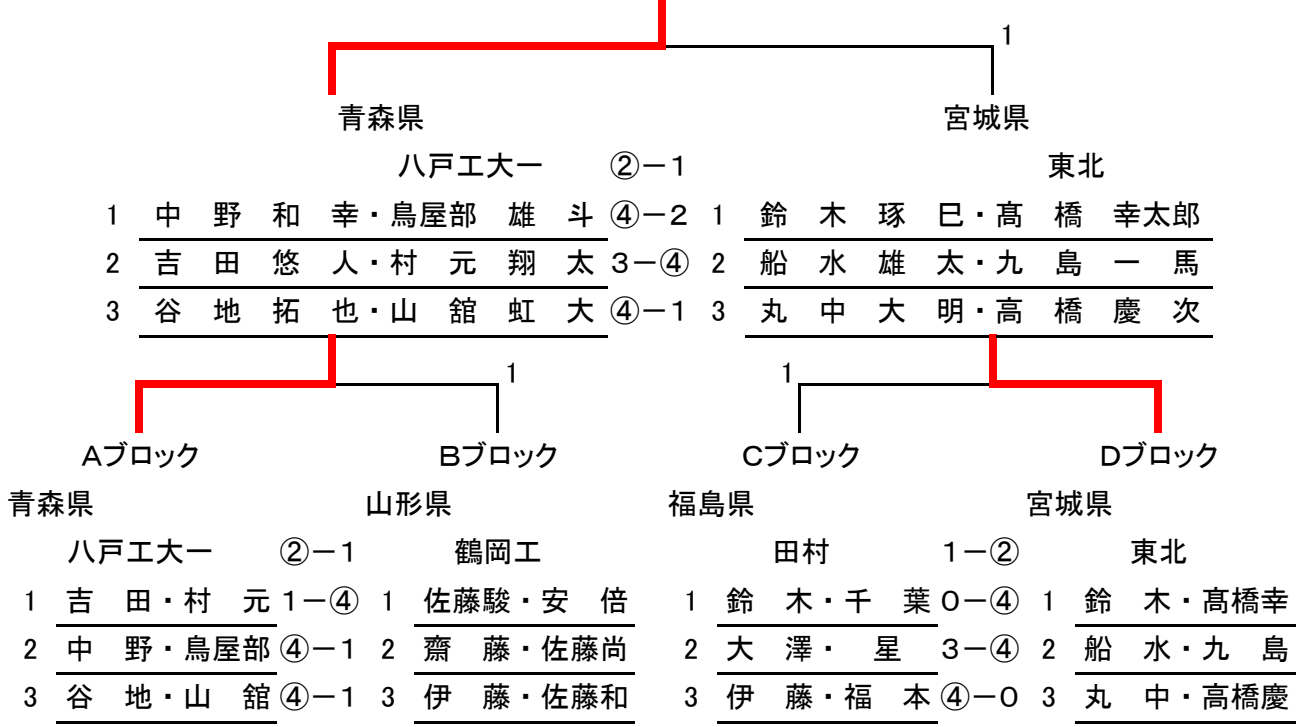 1
青森県 宮城県
八戸工大一 ②－1 東北
1 中 野 和 幸・鳥屋部 雄 斗 ④－2 1 鈴 木 琢 巳・髙 橋 幸太郎
2 吉 田 悠 人・村 元 翔 太 3－④ 2 船 水 雄 太・九 島 一 馬
3 谷 地 拓 也・山 舘 虹 大 ④－1 3 丸 中 大 明・高 橋 慶 次
1 1
Aブロック Bブロック Cブロック Dブロック
青森県 山形県 福島県 宮城県
八戸工大一 ②－1 鶴岡工 田村 1－② 東北
1 吉 田・村 元 1－④ 1 佐藤駿・安 倍 1 鈴 木・千 葉 0－④ 1 鈴 木・髙橋幸
2 中 野・鳥屋部 ④－1 2 齋 藤・佐藤尚 2 大 澤・ 星 3－④ 2 船 水・九 島
3 谷 地・山 舘 ④－1 3 伊 藤・佐藤和 3 伊 藤・福 本 ④－0 3 丸 中・高橋慶